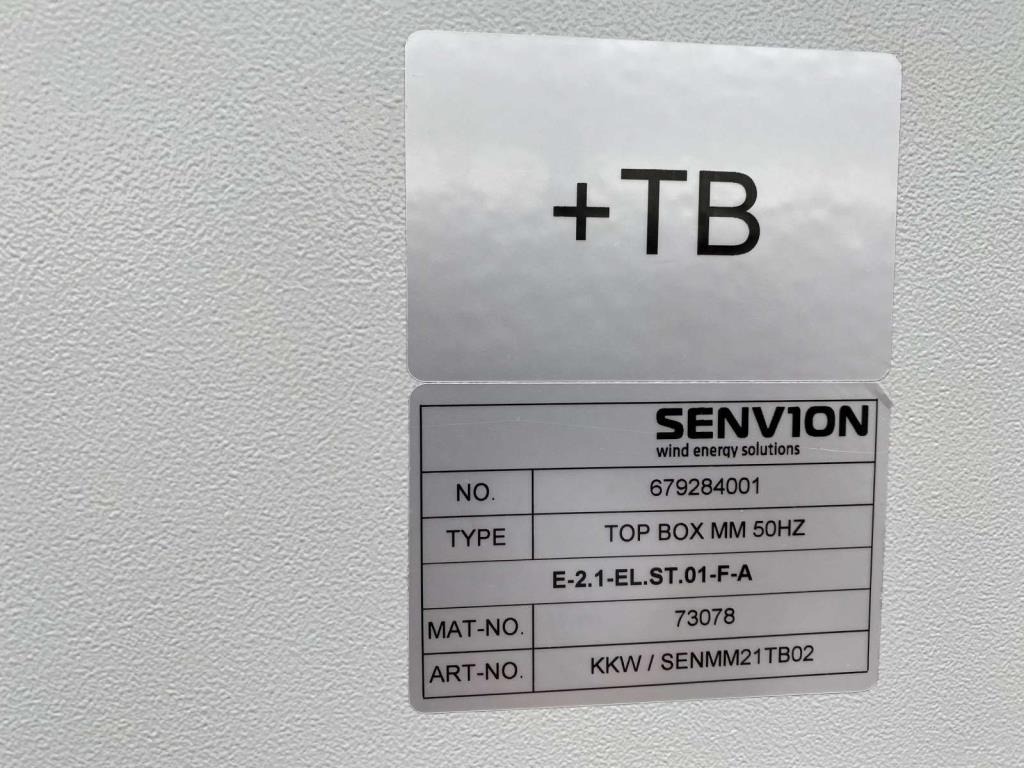 +TB
SENV1ON
wind energy solutions
NO. 679284001
TYPE TOP BOX MM 50HZ
E-2.1-EL.ST.01-F-A
MAT-NO. 73078
ART-NO. KKW / SENMM21TB02